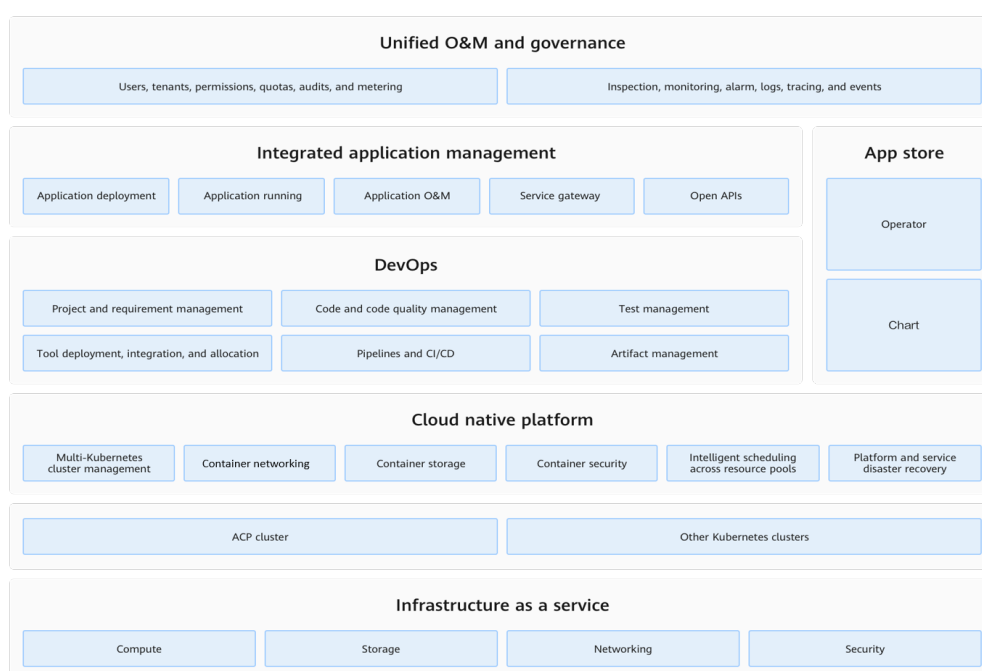 Unified O&M and governance
Users, tenants, permissions, quotas, audits, and metering
Inspection, monitoring, alarm, logs, tracing, and events
Integrated application management
Application deployment
Application running
Application O&M
Service gateway
Open APIs
App store
Operator
Chart
DevOps
Project and requirement management
Code and code quality management
Test management
Tool deployment, integration, and allocation
Pipelines and CI/CD
Artifact management
Cloud native platform
Multi-Kubernetes
cluster management
Container networking
Container storage
Container security
Intelligent scheduling
across resource pools
Platform and service
disaster recovery
ACP cluster
Other Kubernetes clusters
Infrastructure as a service
Compute
Storage
Networking
Security